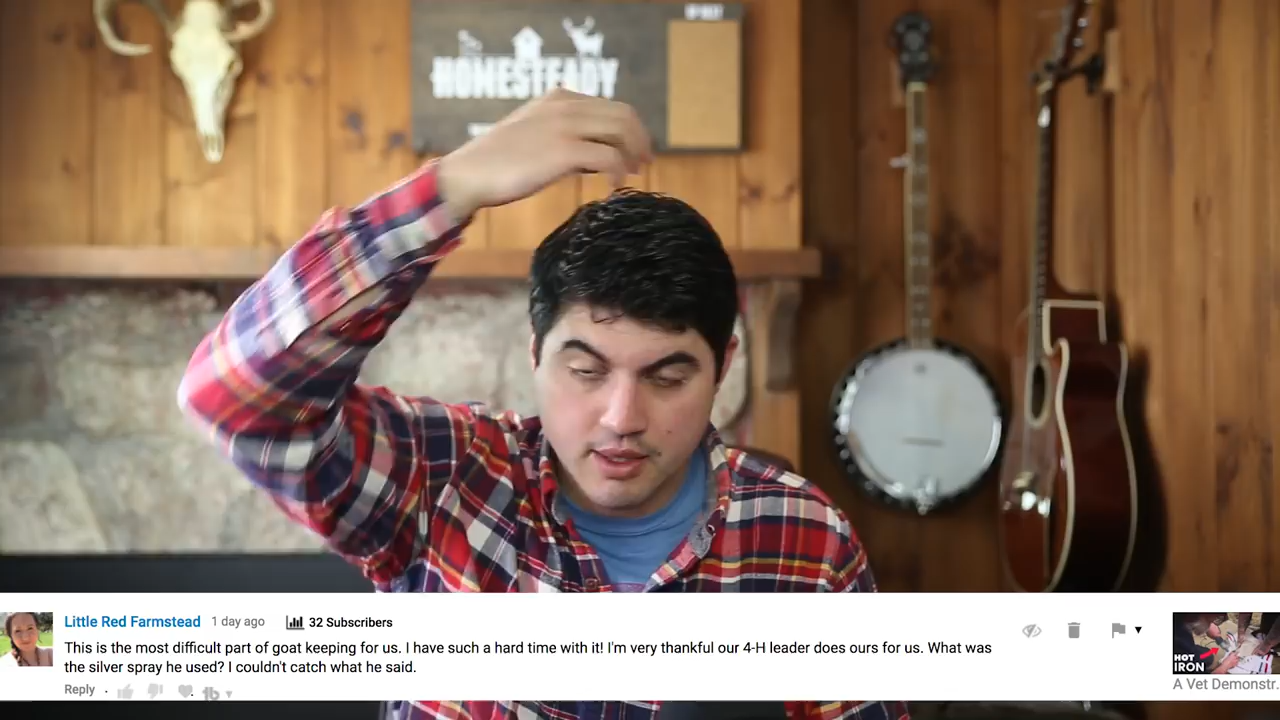 HOMESTEADY
Little Red Farmstead 1 day ago 32 Subscribers
This is the most difficult part of goat keeping for us. I have such a hard time with it! I'm very thankful our 4-H leader does ours for us. What was
the silver spray he used? I couldn't catch what he said.
Reply
HOT
IRON
A Vet Demonstr.